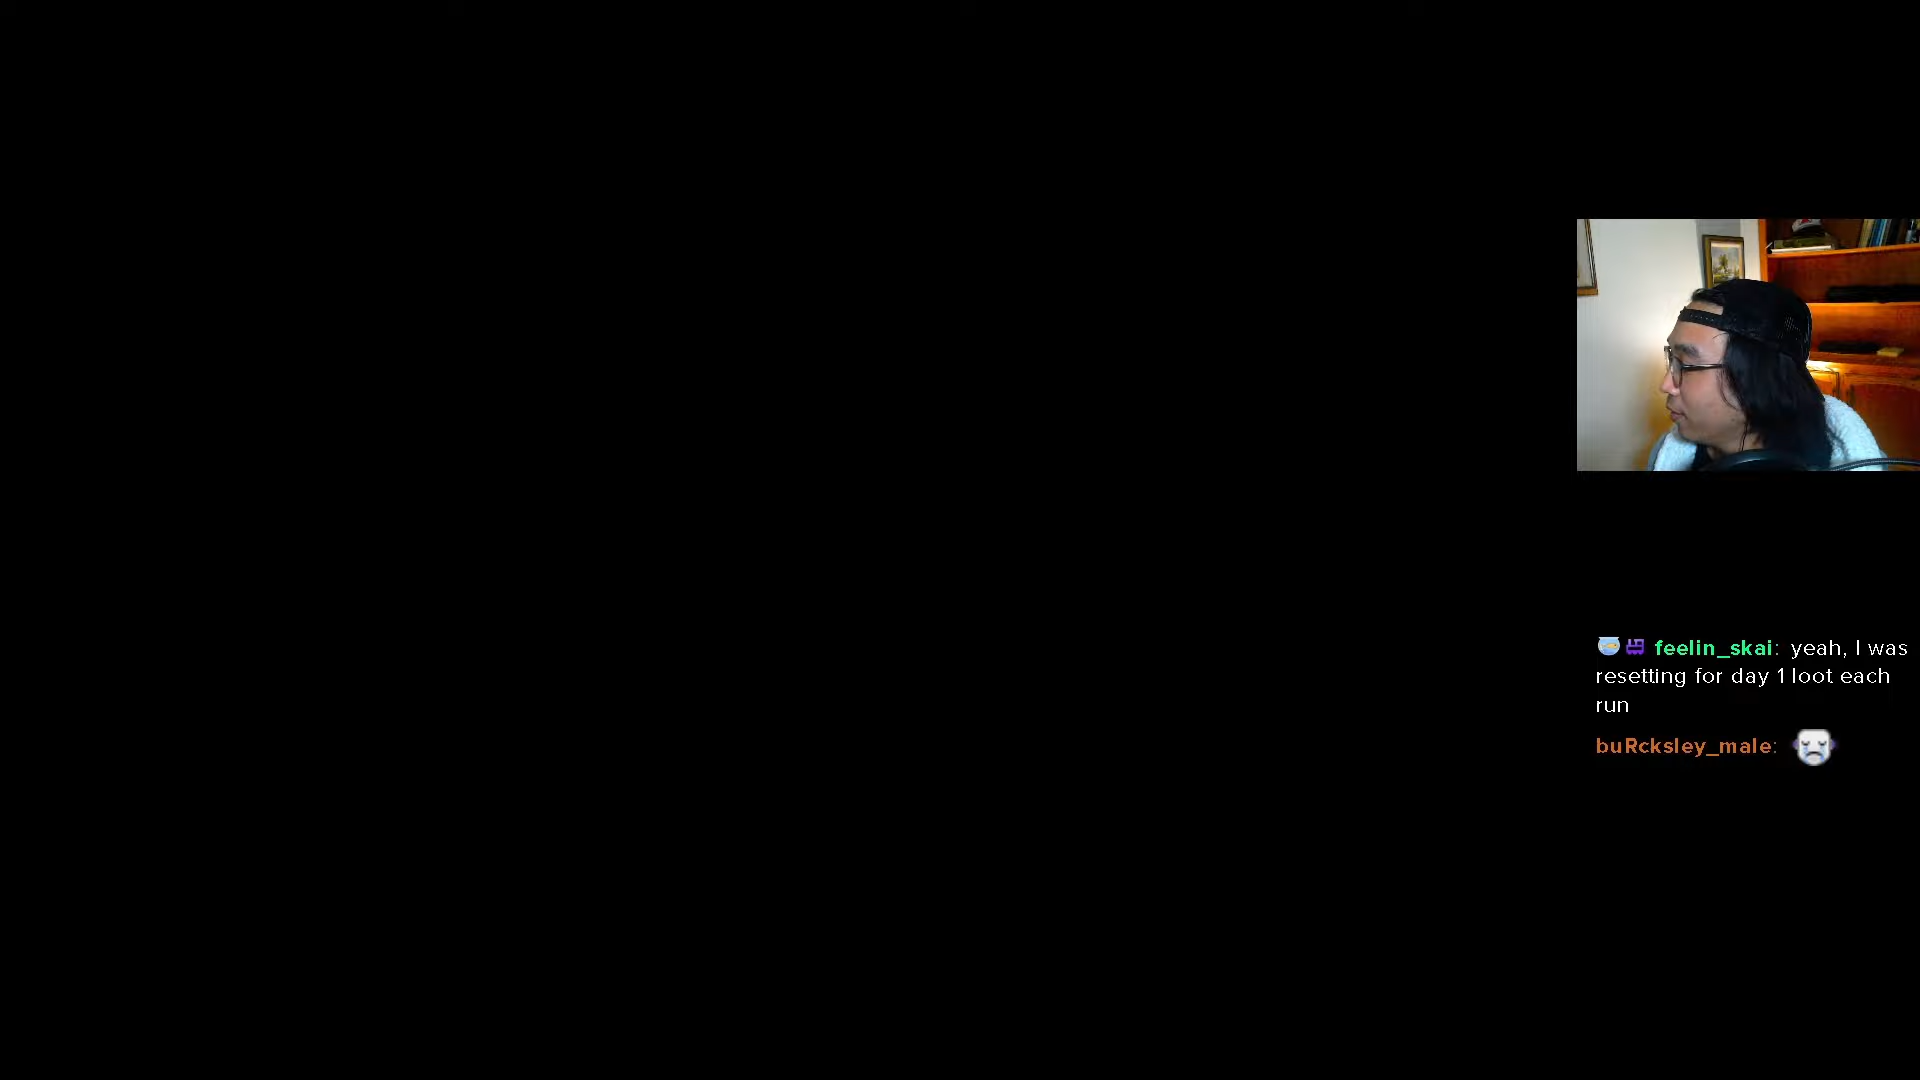 feelin_skai: yeah, I was
resetting for day 1 loot each
run
buRcksley_male: